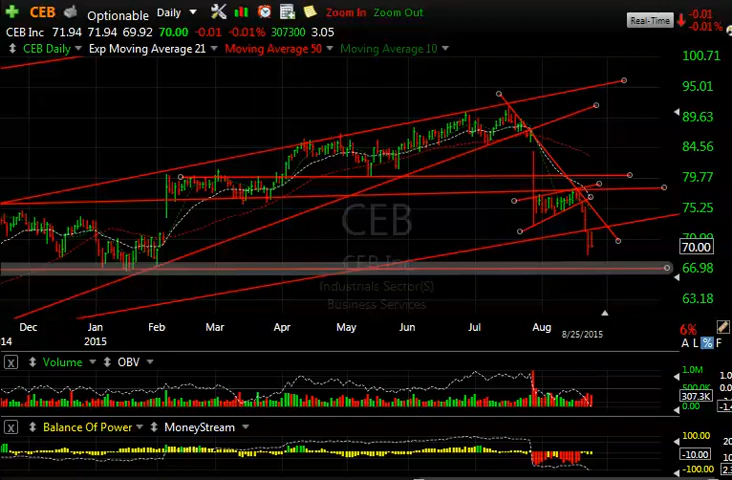 CEB Optionable Daily Zoom In Zoom Out Real-Time -0.01
-0.01%
CEB Inc 71.94 71.94 69.92 70.00 -0.01 -0.01% 307300 3.05
CEB Daily Exp Moving Average 21 Moving Average 50 Moving Average 10
100.71
95.01
89.63
84.56
79.77
75.25
70.99
70.00
66.98
63.18
CEB
CEB Inc
Industrials Sector(S)
Business Services
Dec Jan Feb Mar Apr May Jun Jul Aug
14 2015 8/25/2015
6%
A L % F
X Volume OBV
1.0M
500.0K
307.3K
X Balance Of Power MoneyStream
100.00
-10.00
-100.00